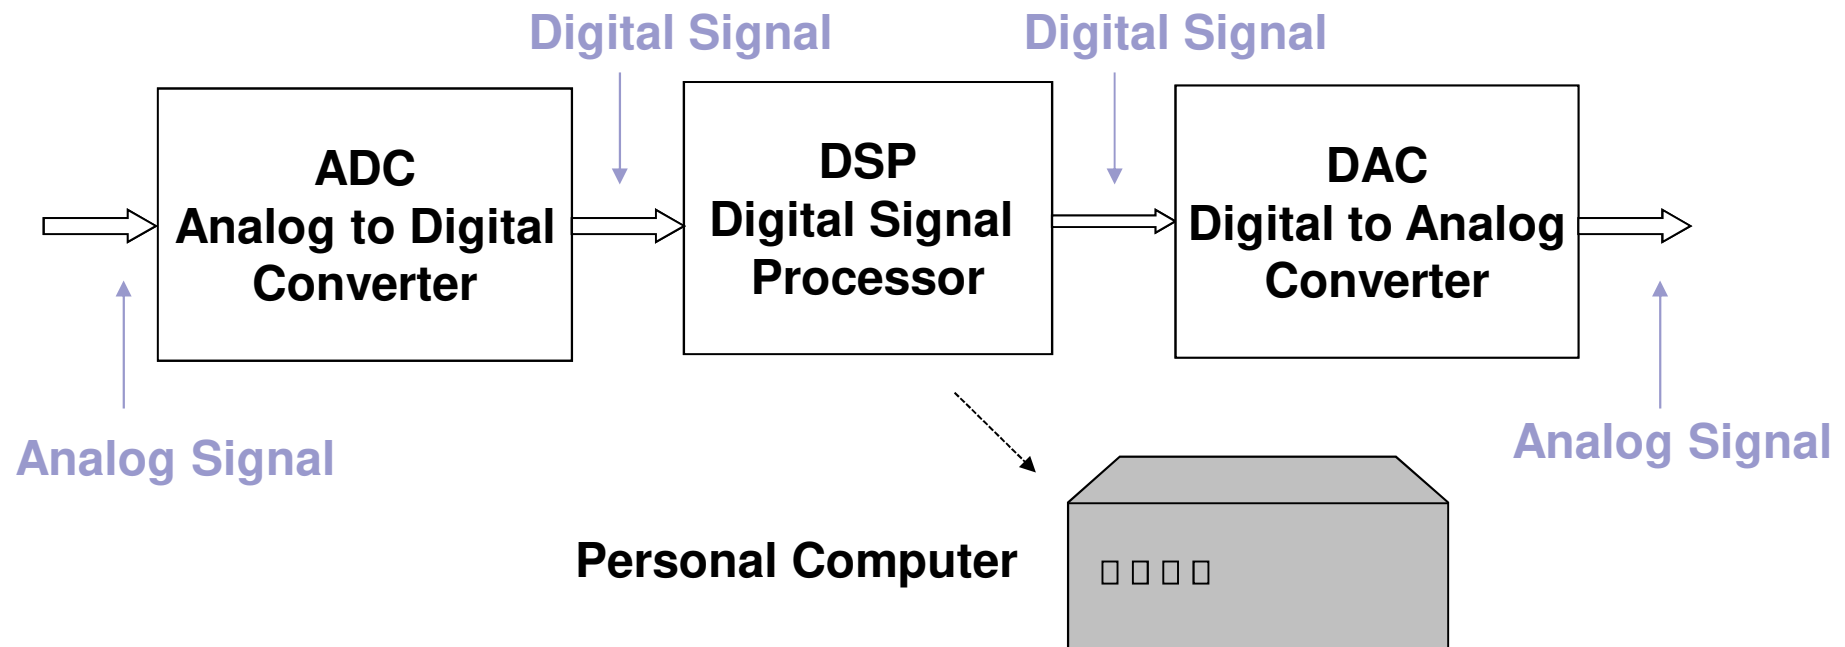 Digital Signal
Digital Signal
ADC
Analog to Digital
Converter
DSP
Digital Signal
Processor
DAC
Digital to Analog
Converter
Analog Signal
Analog Signal
Personal Computer